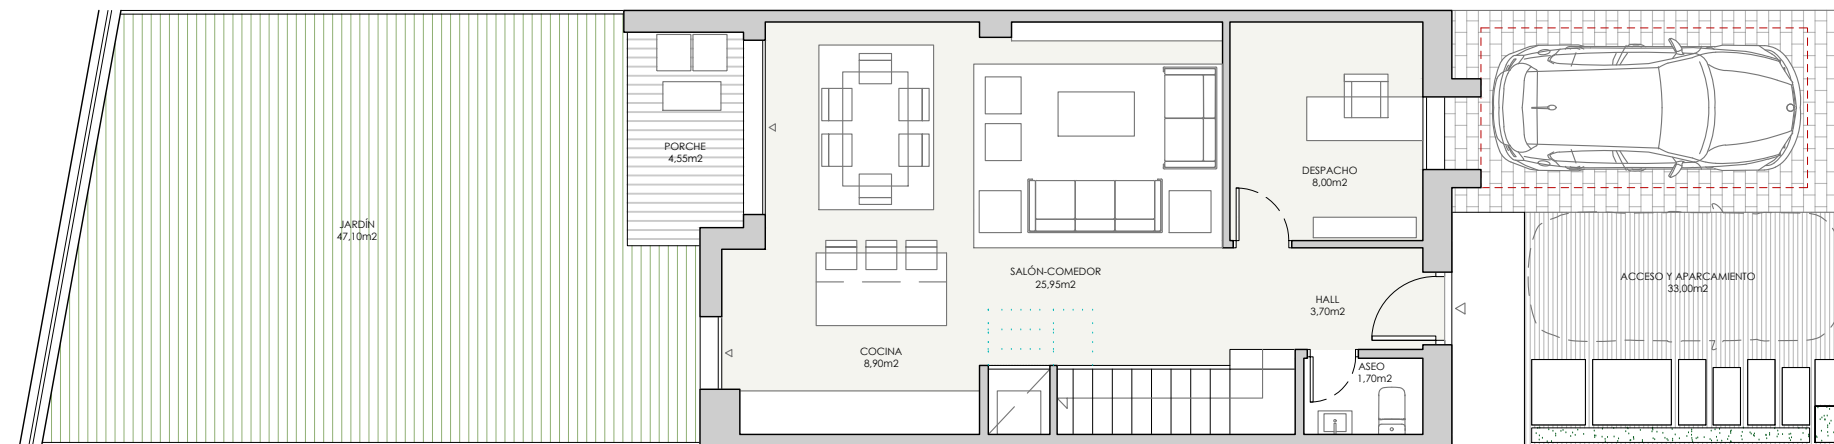 JARDÍN
47,10m2
PORCHE
4,55m2
COCINA
8,90m2
SALÓN-COMEDOR
25,95m2
DESPACHO
8,00m2
HALL
3,70m2
ASEO
1,70m2
ACCESO Y APARCAMIENTO
33,00m2